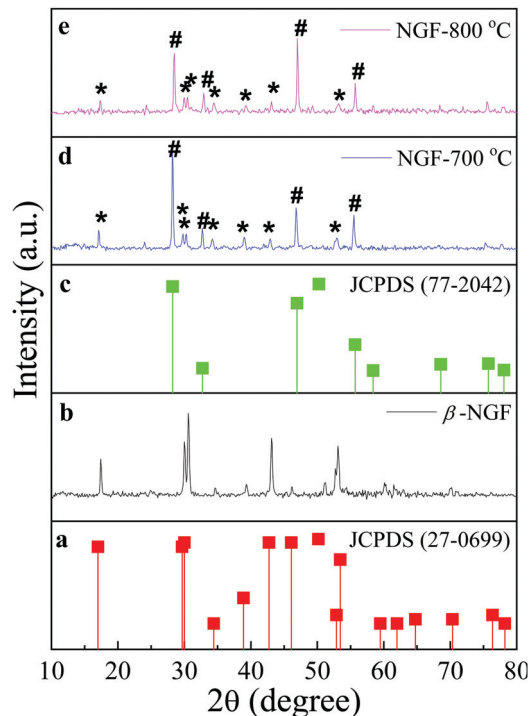 e
NGF-800 °C
* # * * # * * * # * #
d
NGF-700 °C
* # * * # * * * # * #
c
JCPDS (77-2042)
b
β-NGF
a
JCPDS (27-0699)
10 20 30 40 50 60 70 80
2θ (degree)
Intensity (a.u.)